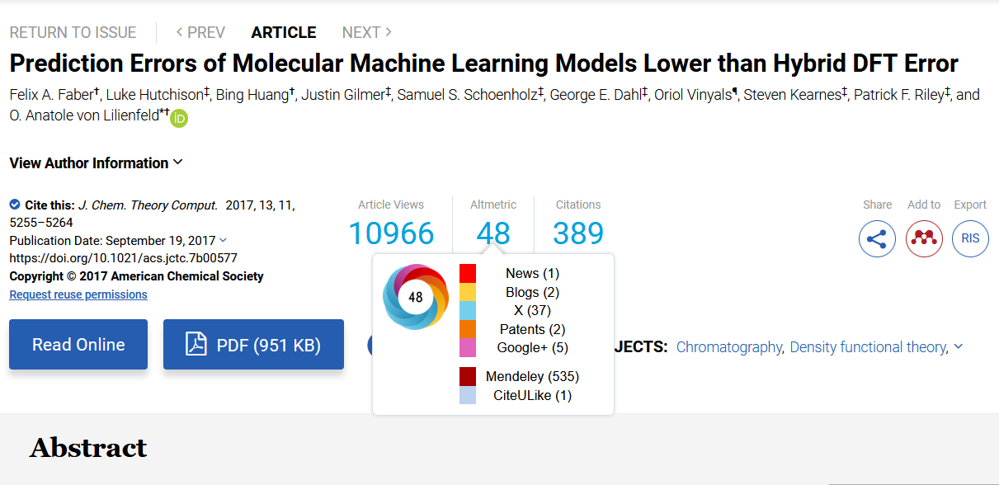 RETURN TO ISSUE < PREV ARTICLE NEXT >
Prediction Errors of Molecular Machine Learning Models Lower than Hybrid DFT Error
Felix A. Faber†, Luke Hutchison‡, Bing Huang†, Justin Gilmer‡, Samuel S. Schoenholz‡, George E. Dahl‡, Oriol Vinyals¶, Steven Kearnes‡, Patrick F. Riley‡, and
O. Anatole von Lilienfeld*† iD
View Author Information
Cite this: J. Chem. Theory Comput. 2017, 13, 11,
5255–5264
Publication Date: September 19, 2017
https://doi.org/10.1021/acs.jctc.7b00577
Copyright © 2017 American Chemical Society
Request reuse permissions
Article Views
10966
Altmetric
48
Citations
389
Share
Add to
Export
RIS
48
News (1)
Blogs (2)
X (37)
Patents (2)
Google+ (5)
Mendeley (535)
CiteULike (1)
Read Online
PDF (951 KB)
JECTS: Chromatography, Density functional theory,
Abstract